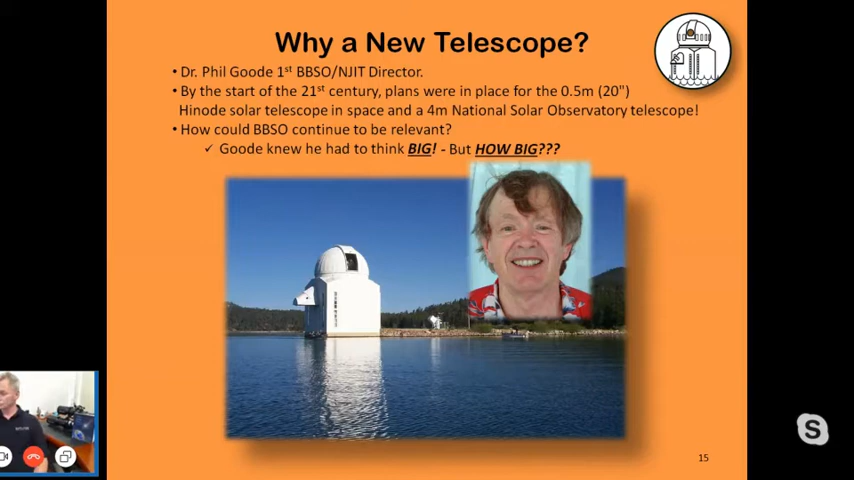 Why a New Telescope?
• Dr. Phil Goode 1st BBSO/NJIT Director.
• By the start of the 21st century, plans were in place for the 0.5m (20")
Hinode solar telescope in space and a 4m National Solar Observatory telescope!
• How could BBSO continue to be relevant?
✓ Goode knew he had to think BIG! - But HOW BIG???
15
S